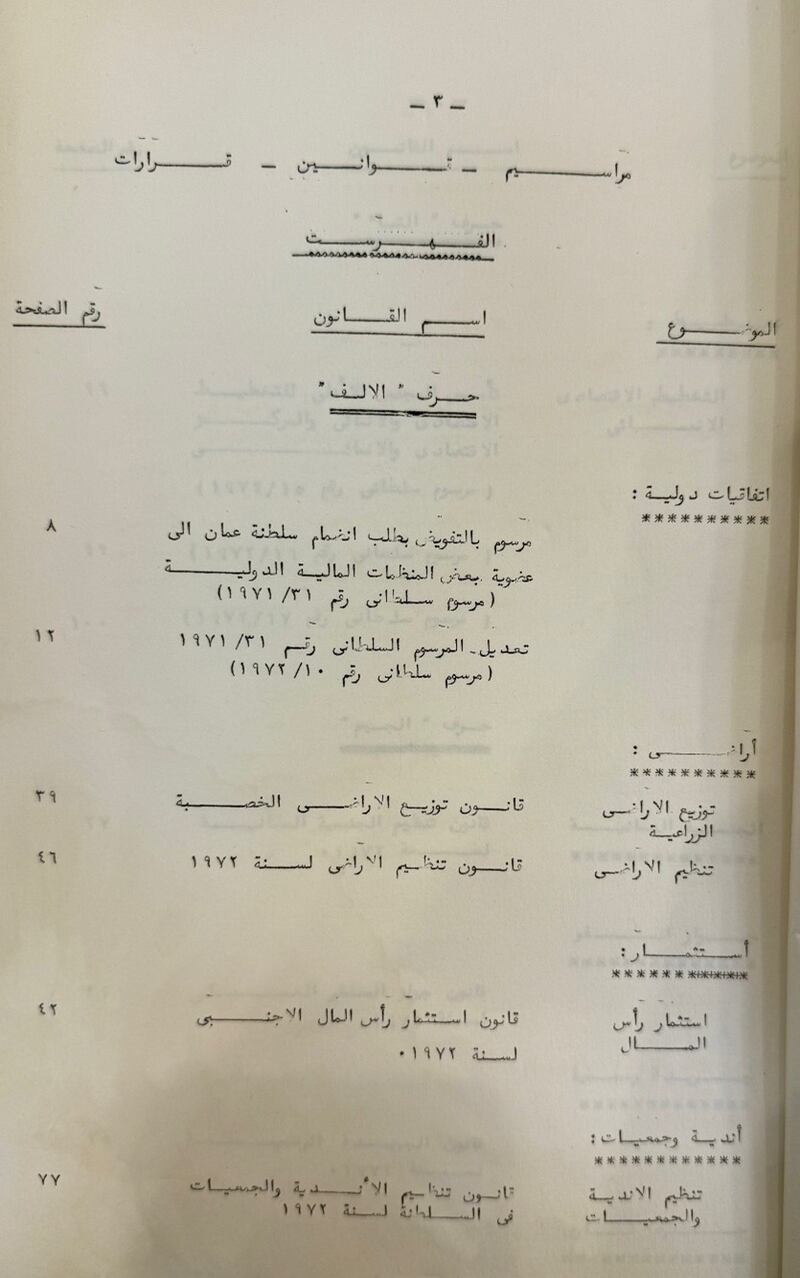 - ٣ -
مراسيم - قوانين - قرارات
الفهرست
الموضوع اسم القانون رقم الصفحة
حرف " الالف "
اتفاقيات دولية :
**********
مرسوم بالتفويض بطلب انضمام سلطنة عمان الى ٨
عضوية بعض المنظمات المالية الدولية
( مرسوم سلطانى رقم ٣١ /١٩٧١)
تعديل المرسوم السلطانى رقم ٣١/ ١٩٧١ ١٢
( مرسوم سلطانى رقم ١٠/ ١٩٧٢)
أراضى :
**********
توزيع الاراضى قانون توزيع الاراضى الخصبة ٣٩
الزراعية
تنظيم الاراضى قانون تنظيم الاراضى لسنة ١٩٧٢ ٤٦
أستثمار:
***********
استثمار رأس قانون استثمار رأس المال الاجنبى ٤٢
المال لسنة ١٩٧٢ ٠
أندية وجمعيات :
************
تنظيم الاندية قانون تنظيم الأندية والجمعيات ٧٧
والجمعيات فى السلطنة لسنة ١٩٧٢